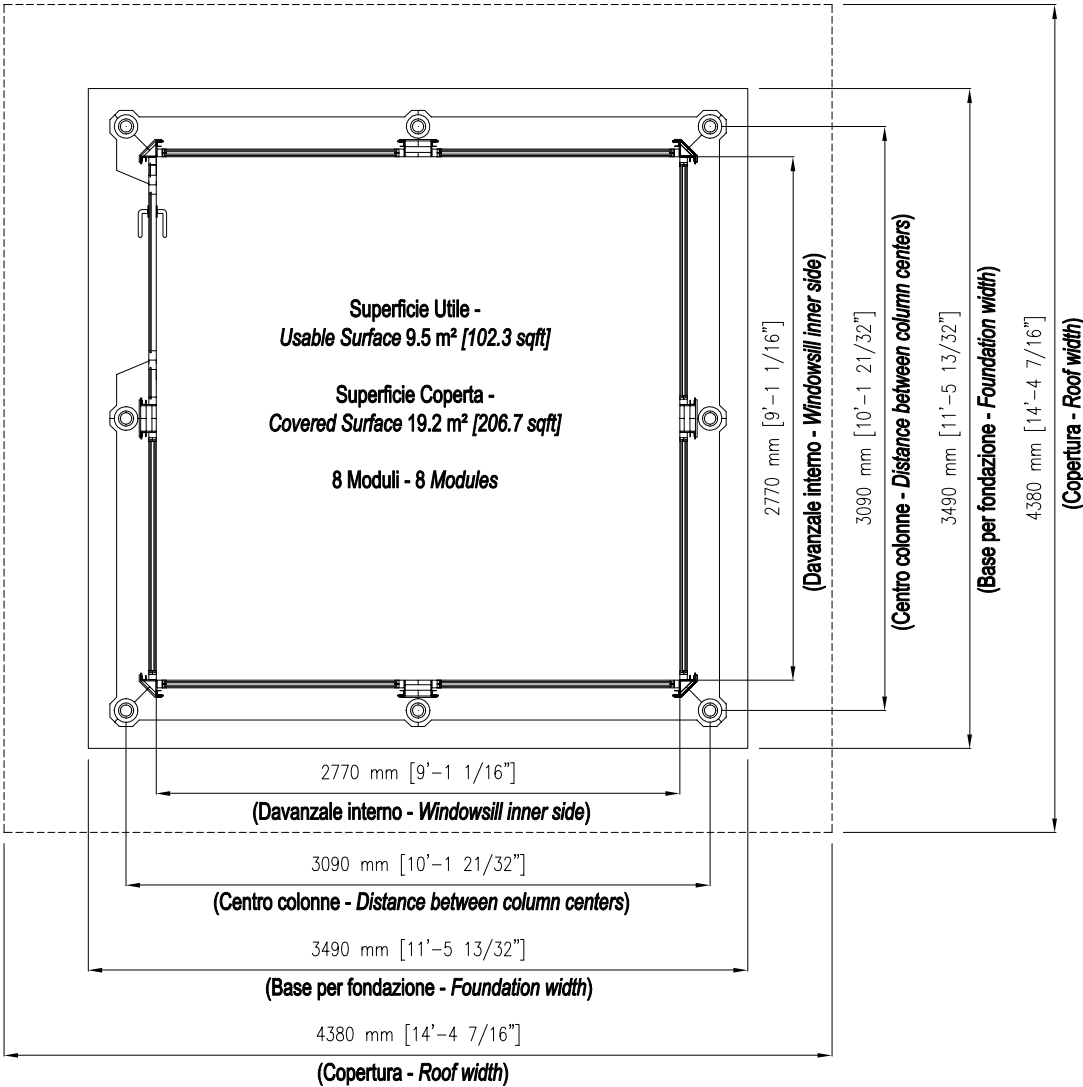 Superficie Utile -
Usable Surface 9.5 m² [102.3 sqft]
Superficie Coperta -
Covered Surface 19.2 m² [206.7 sqft]
8 Moduli - 8 Modules
2770 mm [9'-1 1/16"]
(Davanzale interno - Windowsill inner side)
3090 mm [10'-1 21/32"]
(Centro colonne - Distance between column centers)
3490 mm [11'-5 13/32"]
(Base per fondazione - Foundation width)
4380 mm [14'-4 7/16"]
(Copertura - Roof width)
2770 mm [9'-1 1/16"]
(Davanzale interno - Windowsill inner side)
3090 mm [10'-1 21/32"]
(Centro colonne - Distance between column centers)
3490 mm [11'-5 13/32"]
(Base per fondazione - Foundation width)
4380 mm [14'-4 7/16"]
(Copertura - Roof width)